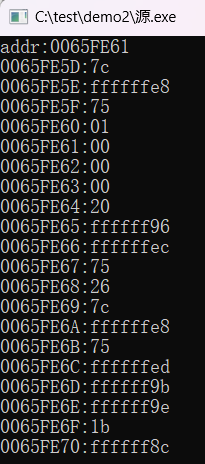 C:\test\demo2\源.exe
addr:0065FE61
0065FE5D:7c
0065FE5E:ffffffe8
0065FE5F:75
0065FE60:01
0065FE61:00
0065FE62:00
0065FE63:00
0065FE64:20
0065FE65:ffffff96
0065FE66:ffffffec
0065FE67:75
0065FE68:26
0065FE69:7c
0065FE6A:ffffffe8
0065FE6B:75
0065FE6C:ffffffed
0065FE6D:ffffff9b
0065FE6E:ffffff9e
0065FE6F:1b
0065FE70:ffffff8c